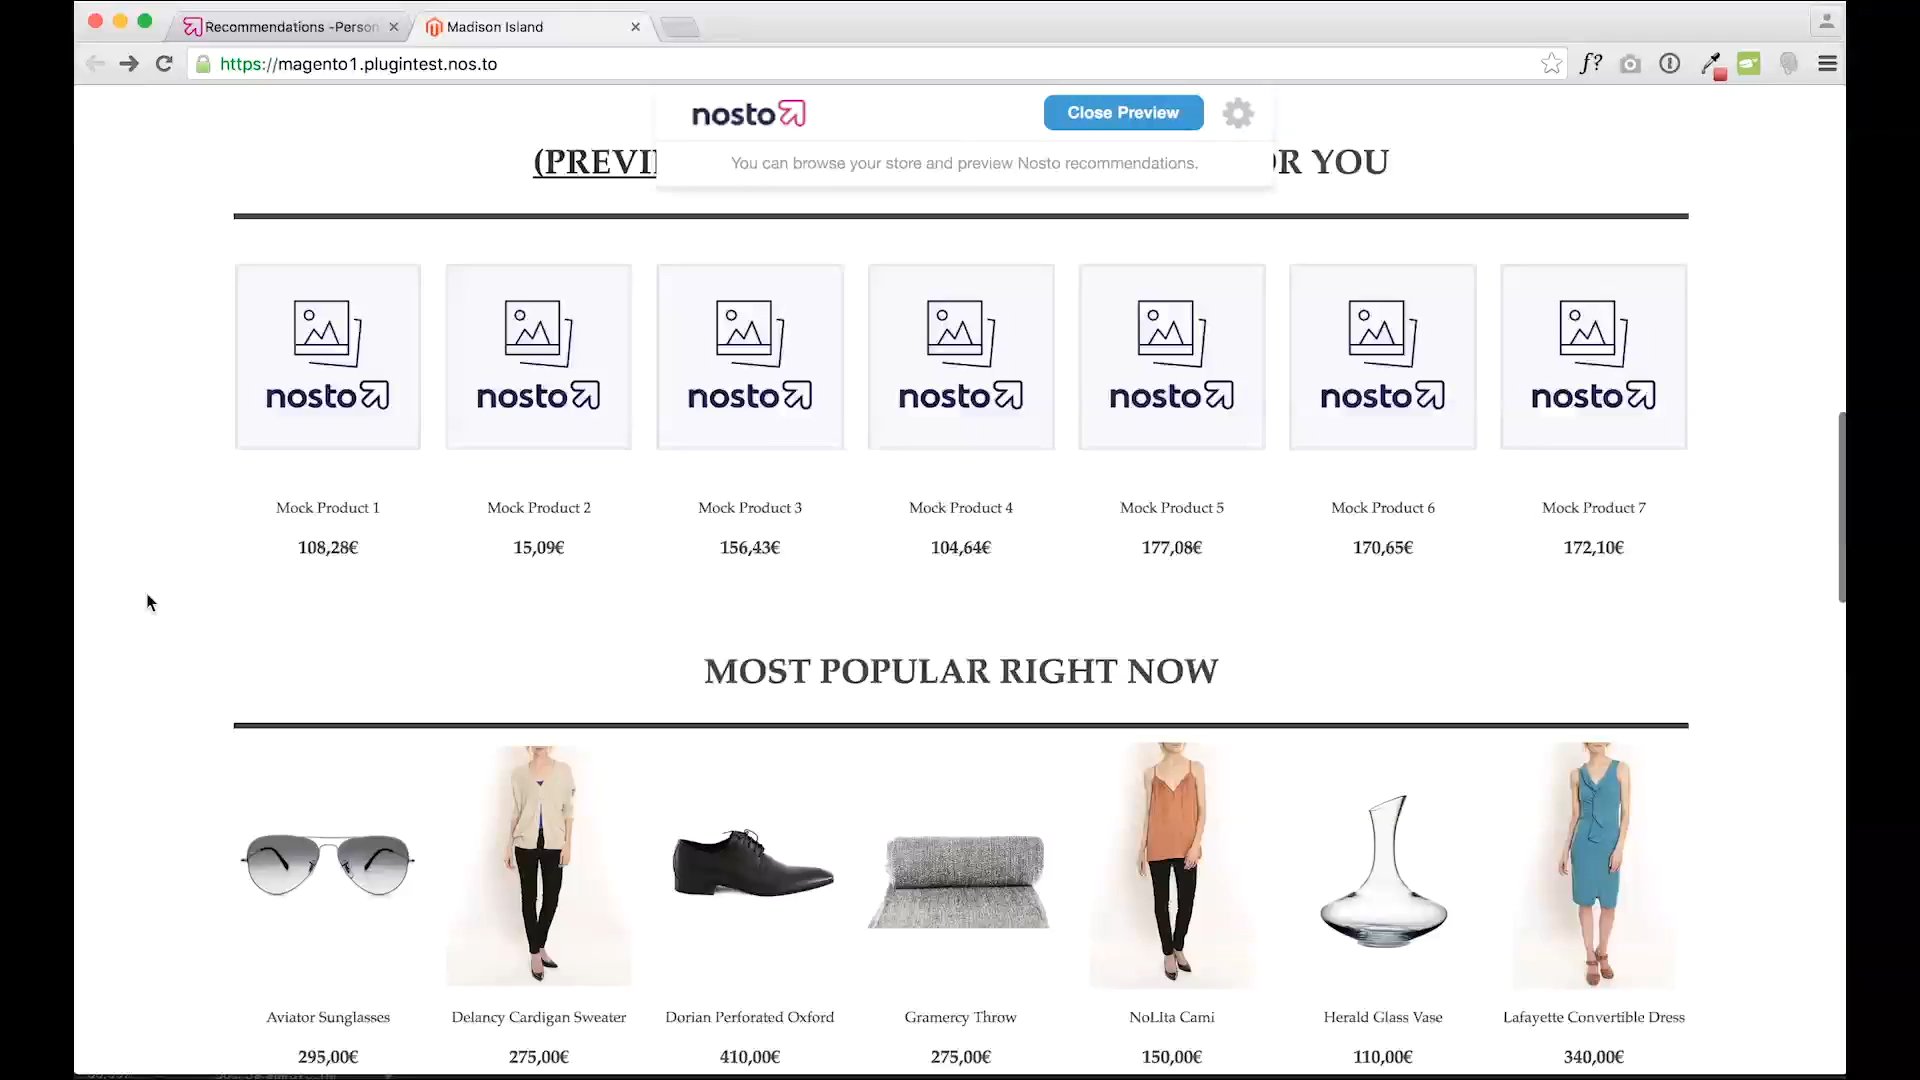 Recommendations -Person
Madison Island
https://magento1.plugintest.nos.to
f?
nosto
Close Preview
You can browse your store and preview Nosto recommendations.
(PREVI
R YOU
nosto nosto nosto nosto nosto nosto nosto
Mock Product 1 Mock Product 2 Mock Product 3 Mock Product 4 Mock Product 5 Mock Product 6 Mock Product 7
108,28€ 15,09€ 156,43€ 104,64€ 177,08€ 170,65€ 172,10€
MOST POPULAR RIGHT NOW
Aviator Sunglasses Delancy Cardigan Sweater Dorian Perforated Oxford Gramercy Throw NoLIta Cami Herald Glass Vase Lafayette Convertible Dress
295,00€ 275,00€ 410,00€ 275,00€ 150,00€ 110,00€ 340,00€